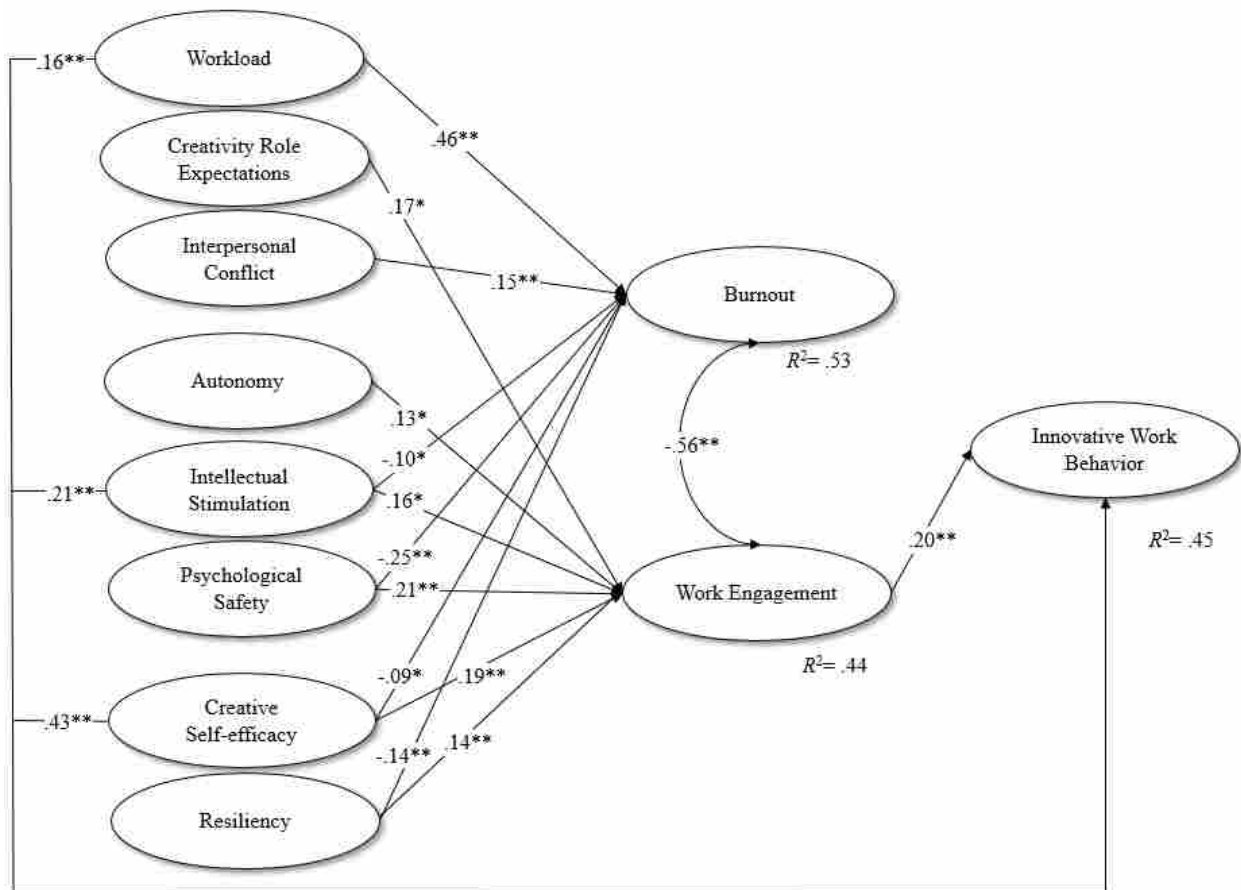 .16**
Workload
.46**
Creativity Role
Expectations
.17*
Interpersonal
Conflict
.15**
Burnout
R²= .53
Autonomy
.13*
-.10*
-.56**
Innovative Work
Behavior
R²= .45
.21**
Intellectual
Stimulation
.16*
-.25**
.20**
Psychological
Safety
.21**
Work Engagement
R²= .44
-.09*
.19**
.43**
Creative
Self-efficacy
-.14**
.14**
Resiliency